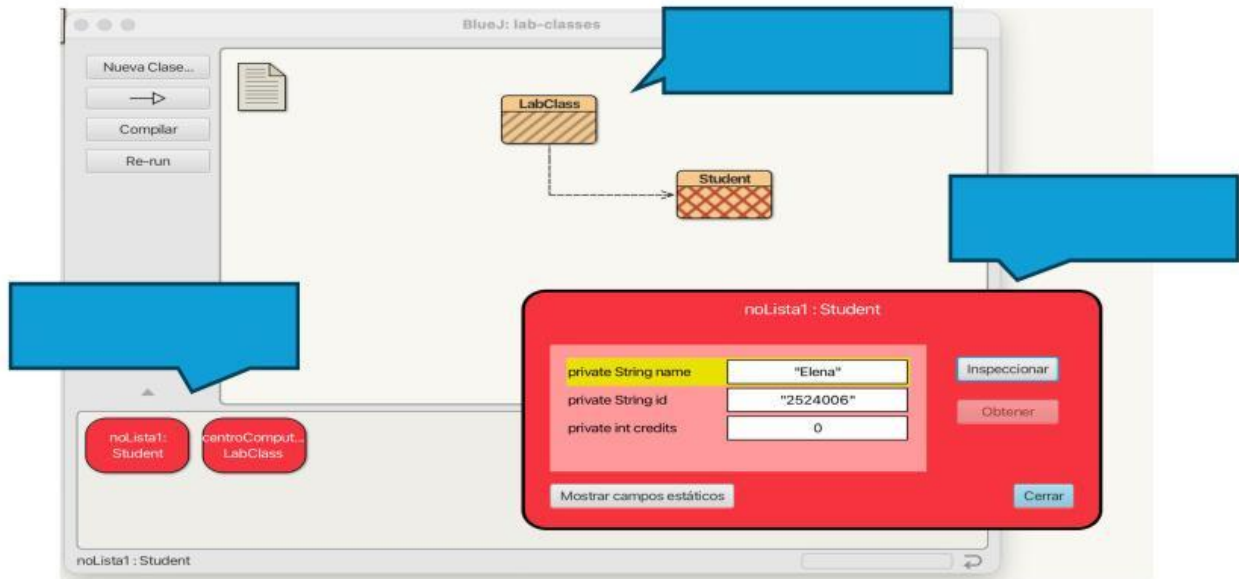 BlueJ: lab-classes
Nueva Clase...
Compilar
Re-run
LabClass
Student
noLista1 : Student
private String name
"Elena"
Inspeccionar
private String id
"2524006"
Obtener
private int credits
0
Mostrar campos estáticos
Cerrar
noLista1:
Student
centroComput...
LabClass
noLista1 : Student